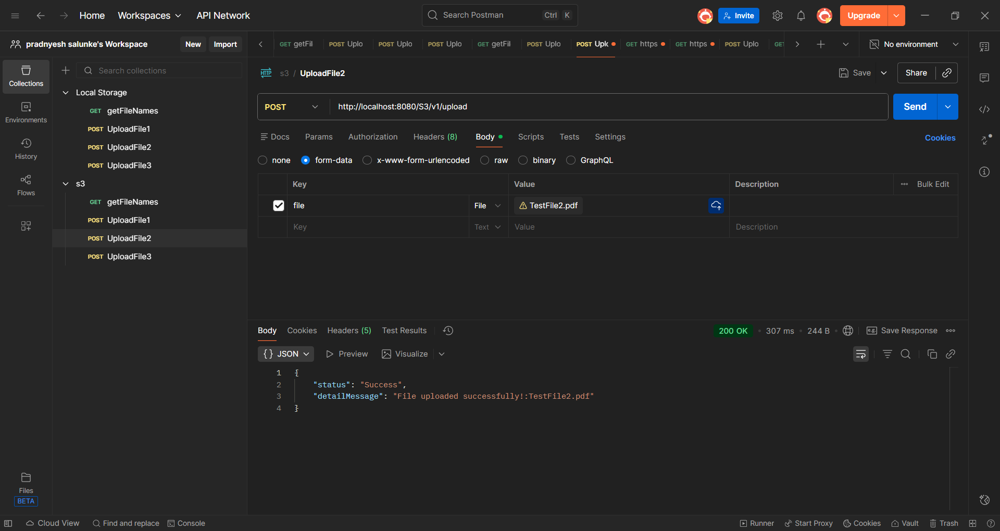 Home Workspaces API Network Search Postman Ctrl K Invite Upgrade
pradnyesh salunke's Workspace New Import
GET getFil POST Uplo POST Uplo POST Uplo GET getFil POST Uplo POST Uplo GET https GET https POST Uplo GET No environment
Collections
Environments
History
Flows
Files
BETA
Search collections
Local Storage
GET getFileNames
POST UploadFile1
POST UploadFile2
POST UploadFile3
s3
GET getFileNames
POST UploadFile1
POST UploadFile2
POST UploadFile3
HTTP s3 / UploadFile2 Save Share
POST http://localhost:8080/S3/v1/upload Send
Docs Params Authorization Headers (8) Body Scripts Tests Settings Cookies
none form-data x-www-form-urlencoded raw binary GraphQL
Key Value Description Bulk Edit
file File TestFile2.pdf
Key Text Value Description
Body Cookies Headers (5) Test Results 200 OK 307 ms 244 B e.g. Save Response
{} JSON Preview Visualize
1 {
2 "status": "Success",
3 "detailMessage": "File uploaded successfully!:TestFile2.pdf"
4 }
Cloud View Find and replace Console Runner Start Proxy Cookies Vault Trash